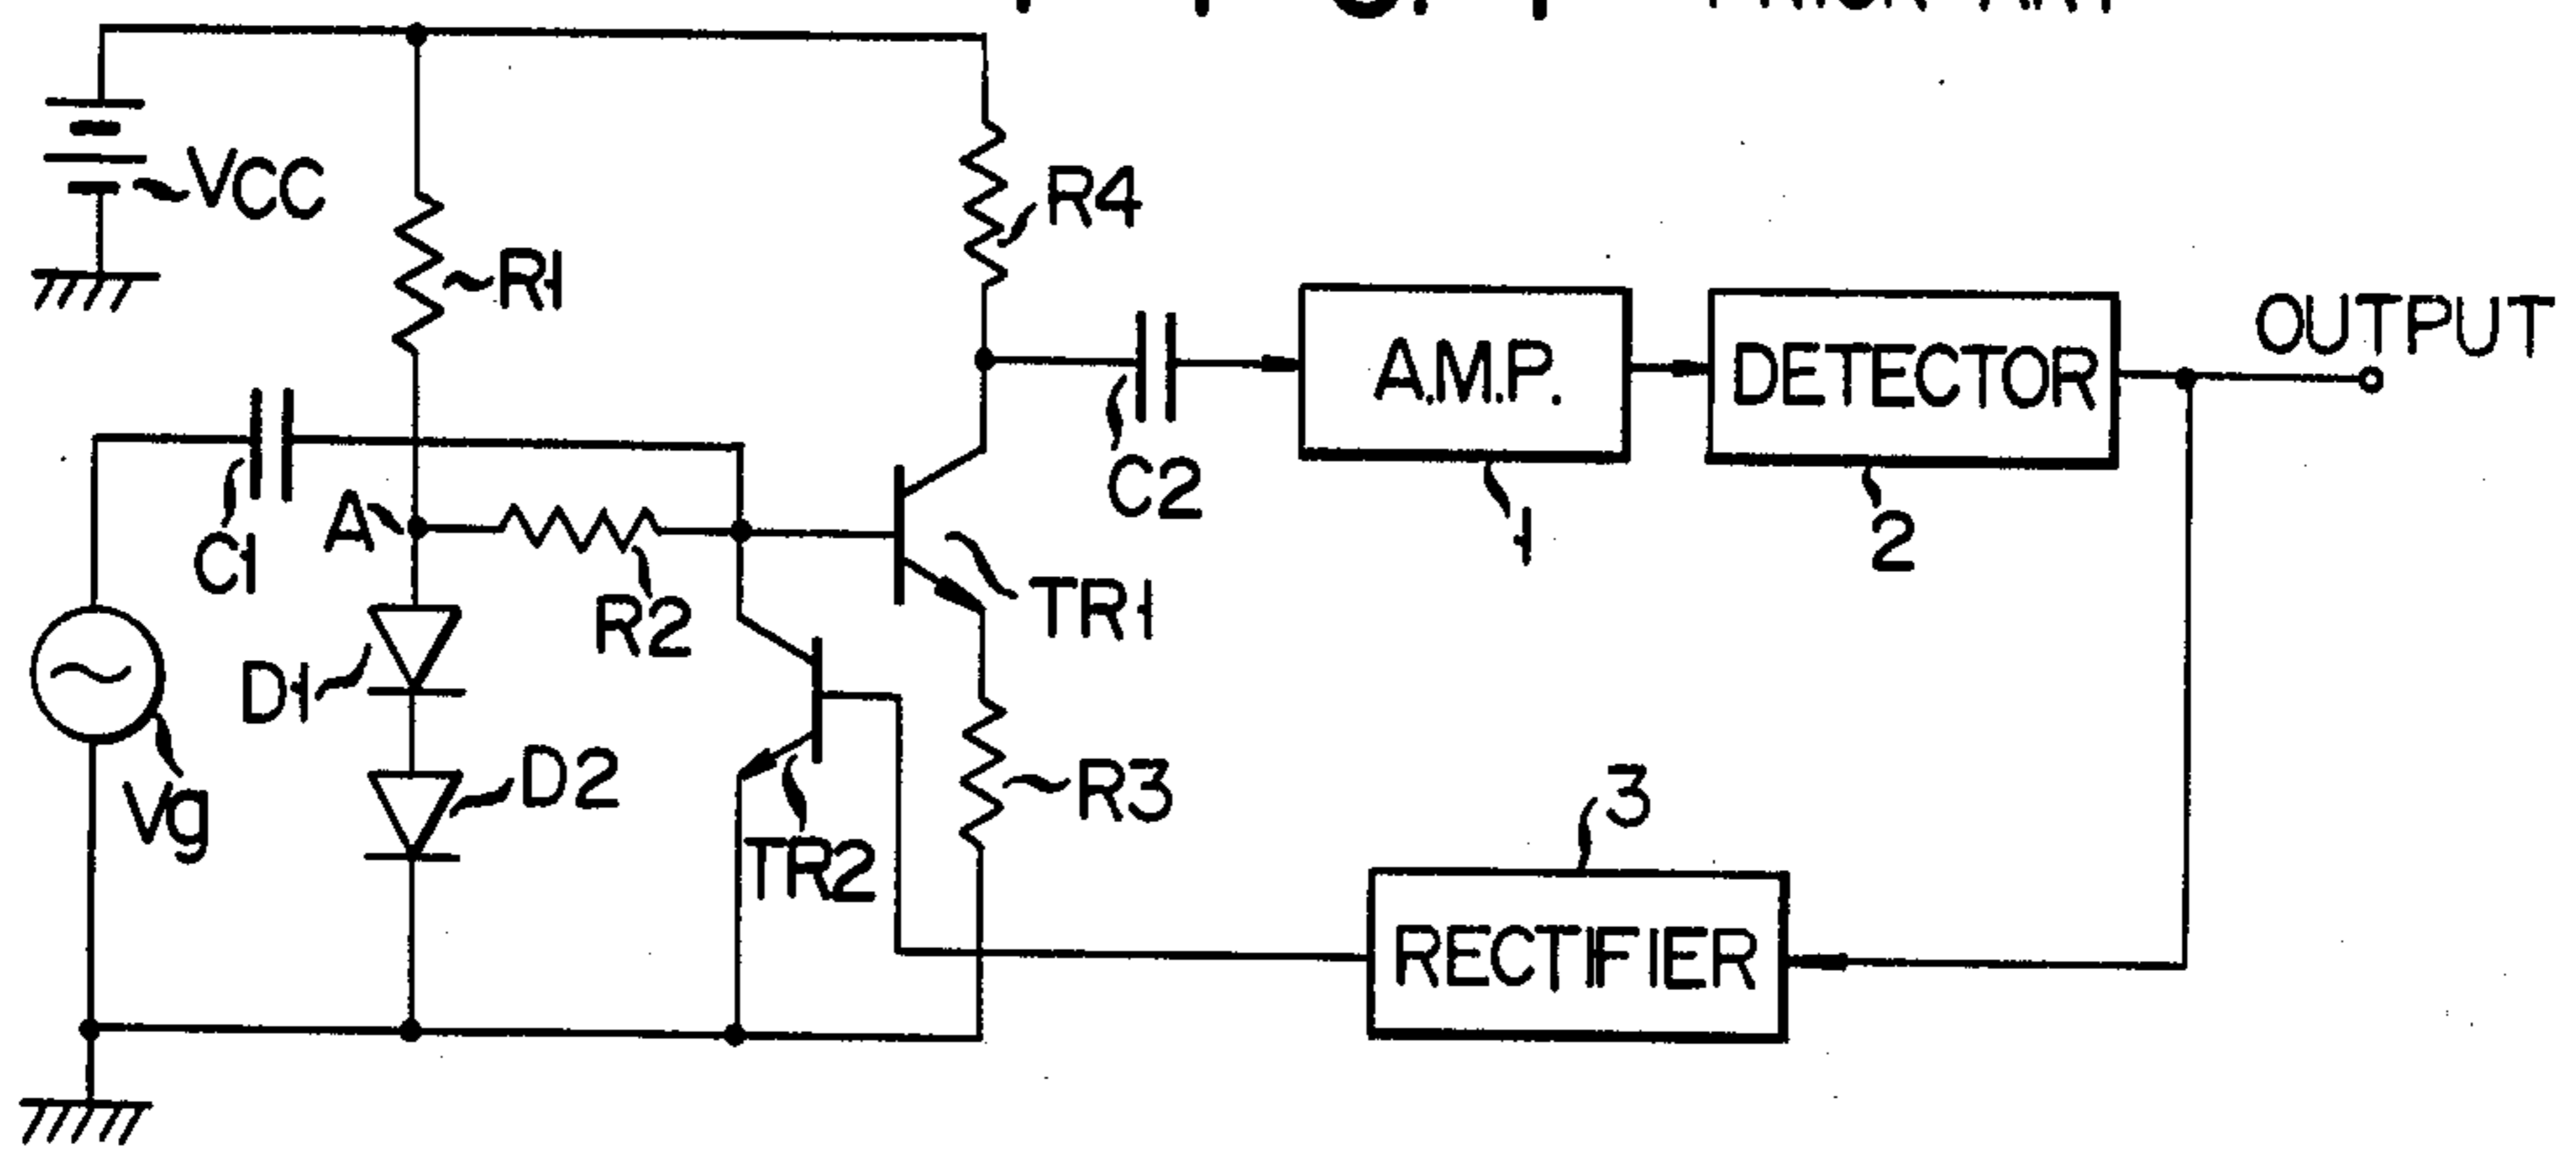 VCC
R1
R4
A.M.P.
DETECTOR
OUTPUT
C1
A
R2
C2
1
2
TR1
D1
D2
Vg
TR2
R3
3
RECTIFIER